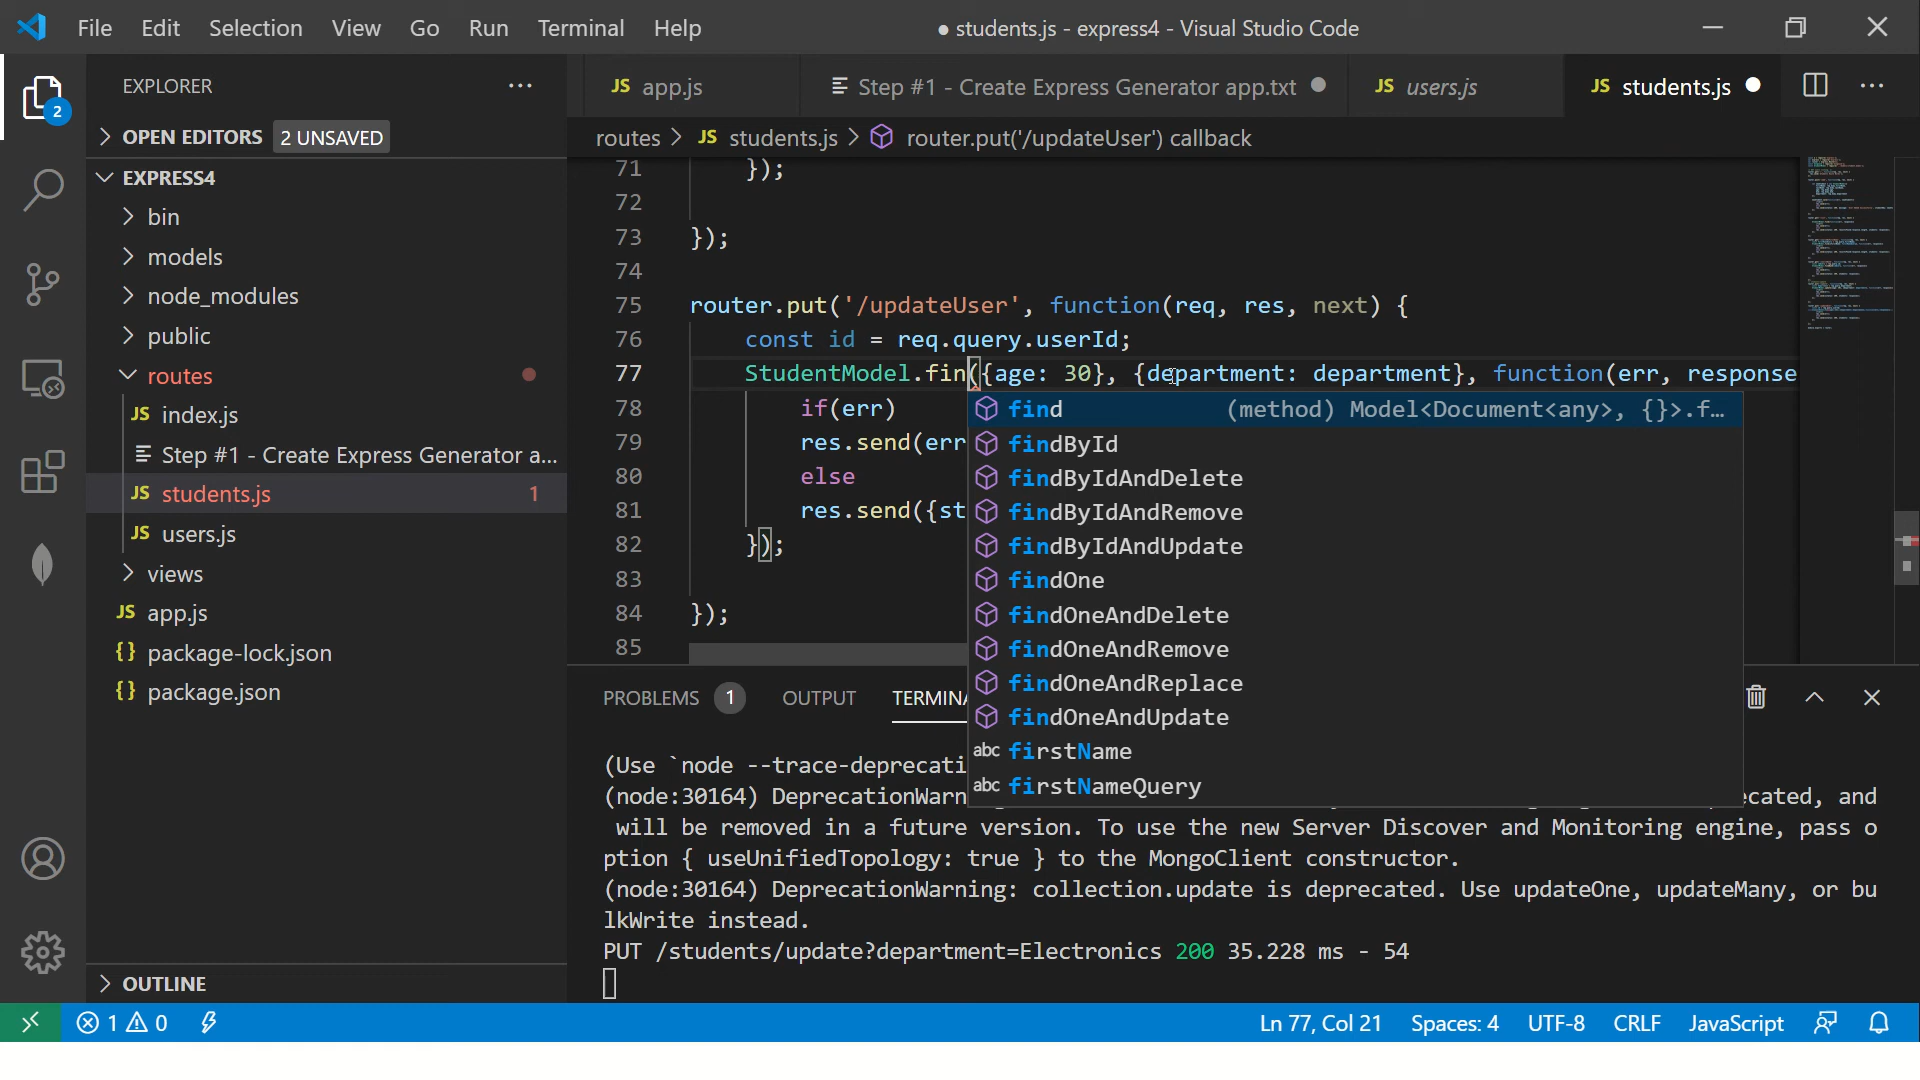 File Edit Selection View Go Run Terminal Help
● students.js - express4 - Visual Studio Code
EXPLORER
JS app.js
Step #1 - Create Express Generator app.txt
JS users.js
JS students.js
OPEN EDITORS 2 UNSAVED
routes > JS students.js > router.put('/updateUser') callback
EXPRESS4
bin
models
node_modules
public
routes
JS index.js
Step #1 - Create Express Generator a...
JS students.js 1
JS users.js
views
JS app.js
{} package-lock.json
{} package.json
OUTLINE
2
71 });
72
73 });
74
75 router.put('/updateUser', function(req, res, next) {
76 const id = req.query.userId;
77 StudentModel.fin({age: 30}, {department: department}, function(err, response
78 if(err)
79 res.send(err
80 else
81 res.send({st
82 });
83
84 });
85
find (method) Model<Document<any>, {}>.f...
findById
findByIdAndDelete
findByIdAndRemove
findByIdAndUpdate
findOne
findOneAndDelete
findOneAndRemove
findOneAndReplace
findOneAndUpdate
abc firstName
abc firstNameQuery
PROBLEMS 1 OUTPUT TERMINA
(Use `node --trace-deprecati
(node:30164) DeprecationWarn
ecated, and
will be removed in a future version. To use the new Server Discover and Monitoring engine, pass o
ption { useUnifiedTopology: true } to the MongoClient constructor.
(node:30164) DeprecationWarning: collection.update is deprecated. Use updateOne, updateMany, or bu
lkWrite instead.
PUT /students/update?department=Electronics 200 35.228 ms - 54
1 0
Ln 77, Col 21 Spaces: 4 UTF-8 CRLF JavaScript